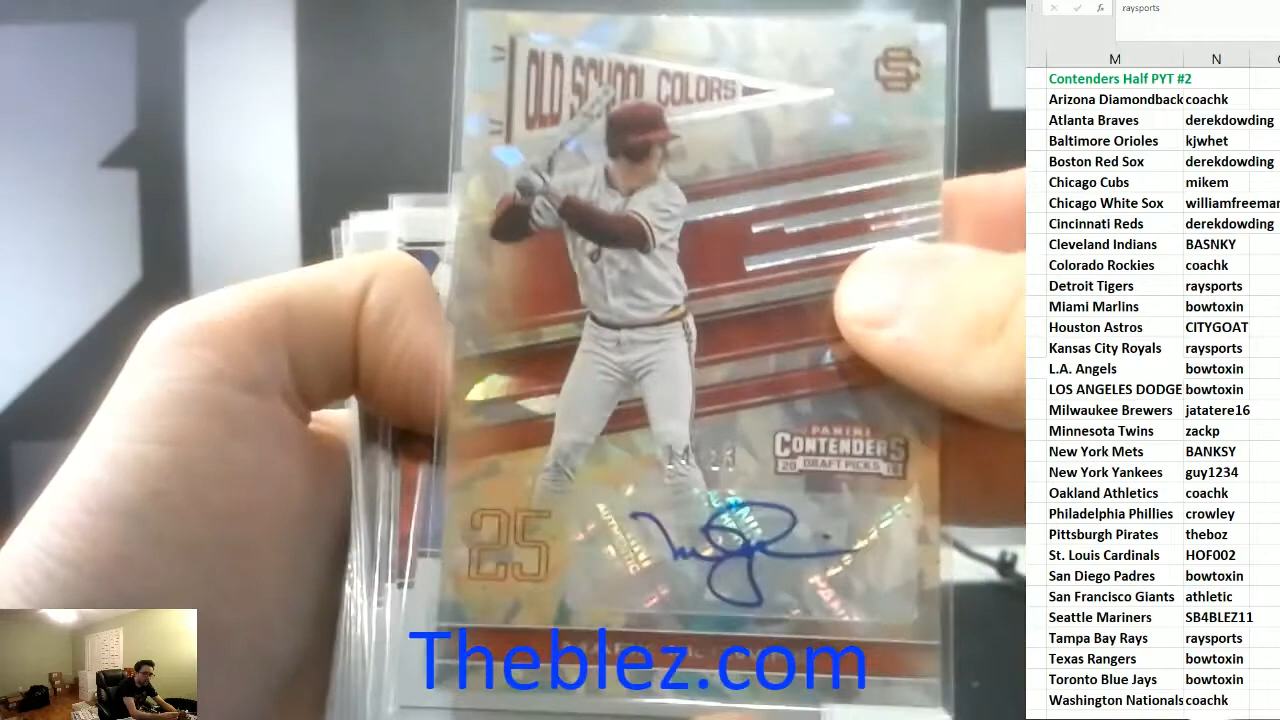 raysports
M N
Contenders Half PYT #2
Arizona Diamondback coachk
Atlanta Braves derekdowding
Baltimore Orioles kjwhet
Boston Red Sox derekdowding
Chicago Cubs mikem
Chicago White Sox williamfreeman
Cincinnati Reds derekdowding
Cleveland Indians BASNKY
Colorado Rockies coachk
Detroit Tigers raysports
Miami Marlins bowtoxin
Houston Astros CITYGOAT
Kansas City Royals raysports
L.A. Angels bowtoxin
LOS ANGELES DODGE bowtoxin
Milwaukee Brewers jatatere16
Minnesota Twins zackp
New York Mets BANKSY
New York Yankees guy1234
Oakland Athletics coachk
Philadelphia Phillies crowley
Pittsburgh Pirates theboz
St. Louis Cardinals HOF002
San Diego Padres bowtoxin
San Francisco Giants athletic
Seattle Mariners SB4BLEZ11
Tampa Bay Rays raysports
Texas Rangers bowtoxin
Toronto Blue Jays bowtoxin
Washington Nationals coachk
OLD SCHOOL COLORS
PANINI
CONTENDERS
20 DRAFT PICKS 16
25
AUTHENTIC
Theblez.com